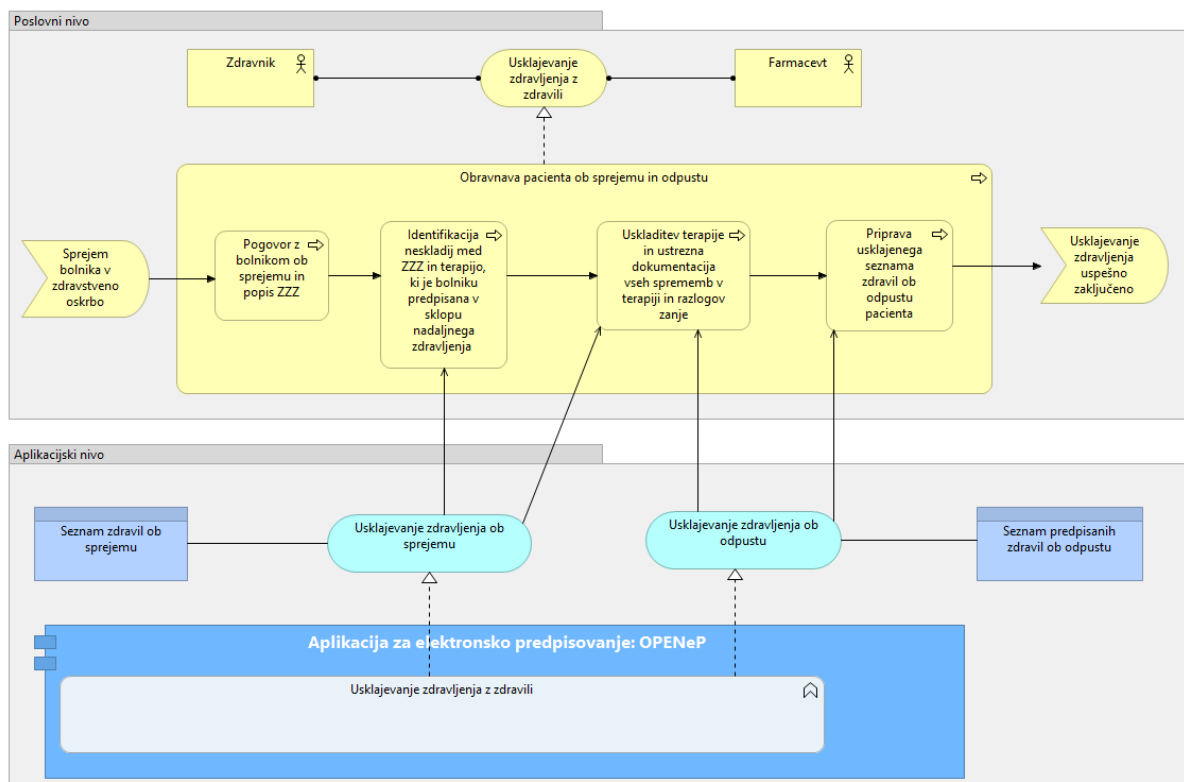 Poslovni nivo
Zdravnik
Usklajevanje
zdravljenja z
zdravili
Farmacevt
Obravnava pacienta ob sprejemu in odpustu
Sprejem
bolnika v
zdravstveno
oskrbo
Pogovor z
bolnikom ob
sprejemu in
popis ZZZ
Identifikacija
neskladij med
ZZZ in terapijo,
ki je bolniku
predpisana v
sklopu
nadaljnega
zdravljenja
Uskladitev terapije
in ustrezna
dokumentacija
vseh sprememb v
terapiji in razlogov
zanje
Priprava
usklajenega
seznama
zdravil ob
odpustu
pacienta
Usklajevanje
zdravljenja
uspešno
zaključeno
Aplikacijski nivo
Seznam zdravil ob
sprejemu
Usklajevanje zdravljenja ob
sprejemu
Usklajevanje zdravljenja ob
odpustu
Seznam predpisanih
zdravil ob odpustu
Aplikacija za elektronsko predpisovanje: OPENeP
Usklajevanje zdravljenja z zdravili